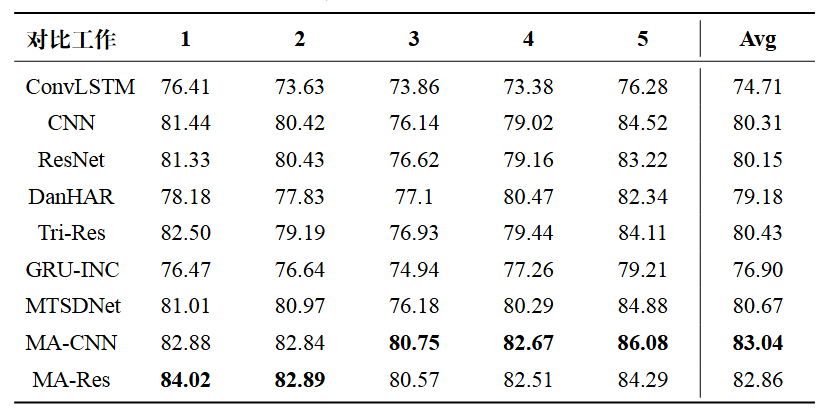 对比工作 1 2 3 4 5 Avg
ConvLSTM 76.41 73.63 73.86 73.38 76.28 74.71
CNN 81.44 80.42 76.14 79.02 84.52 80.31
ResNet 81.33 80.43 76.62 79.16 83.22 80.15
DanHAR 78.18 77.83 77.1 80.47 82.34 79.18
Tri-Res 82.50 79.19 76.93 79.44 84.11 80.43
GRU-INC 76.47 76.64 74.94 77.26 79.21 76.90
MTSDNet 81.01 80.97 76.18 80.29 84.88 80.67
MA-CNN 82.88 82.84 80.75 82.67 86.08 83.04
MA-Res 84.02 82.89 80.57 82.51 84.29 82.86